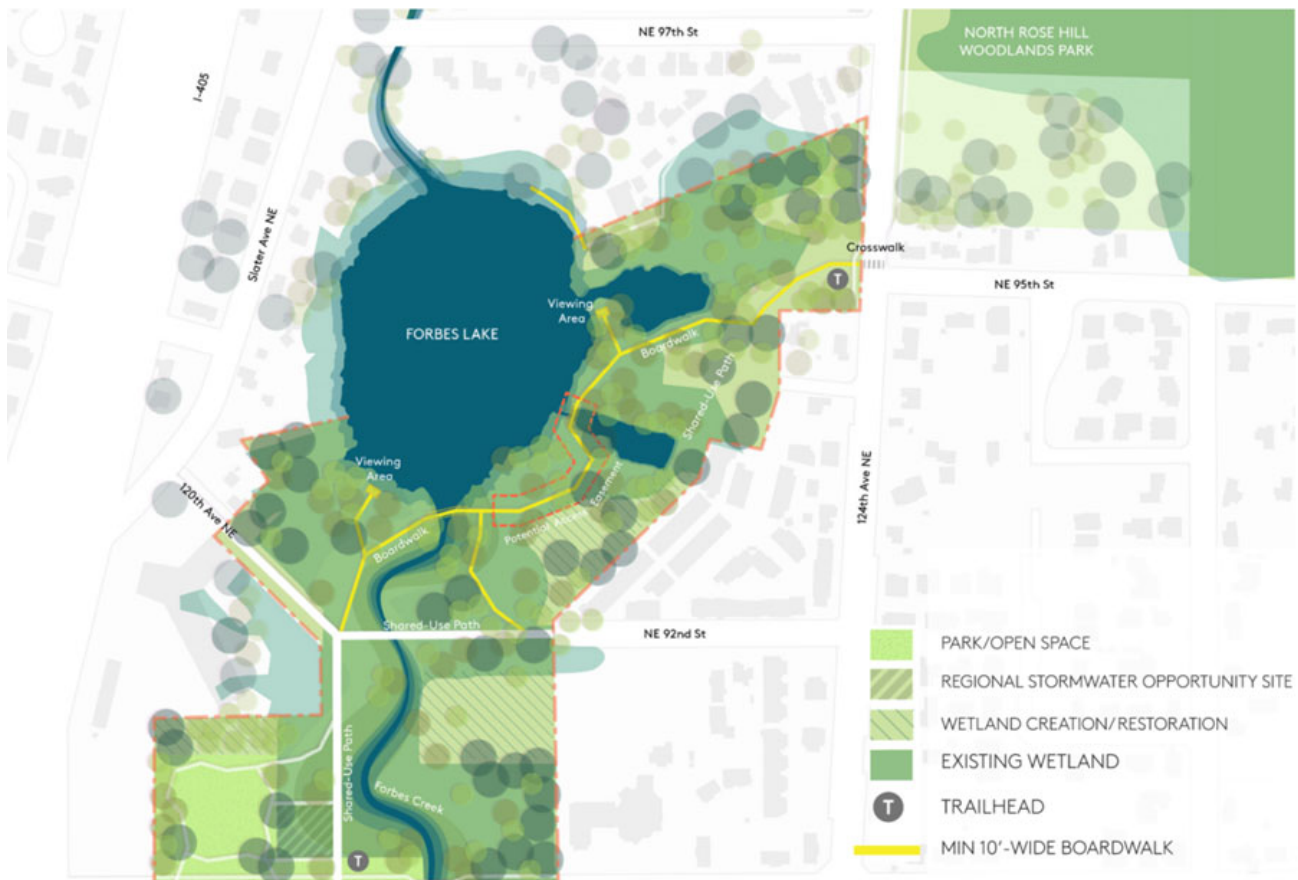 NE 97th St
NORTH ROSE HILL
WOODLANDS PARK
I-405
Slater Ave NE
Crosswalk
T
NE 95th St
Viewing
Area
FORBES LAKE
Boardwalk
Shared-Use Path
Viewing
Area
120th Ave NE
124th Ave NE
Potential Access Easement
Boardwalk
Shared-Use Path
NE 92nd St
Shared-Use Path
Forbes Creek
T
PARK/OPEN SPACE
REGIONAL STORMWATER OPPORTUNITY SITE
WETLAND CREATION/RESTORATION
EXISTING WETLAND
T
TRAILHEAD
MIN 10'-WIDE BOARDWALK